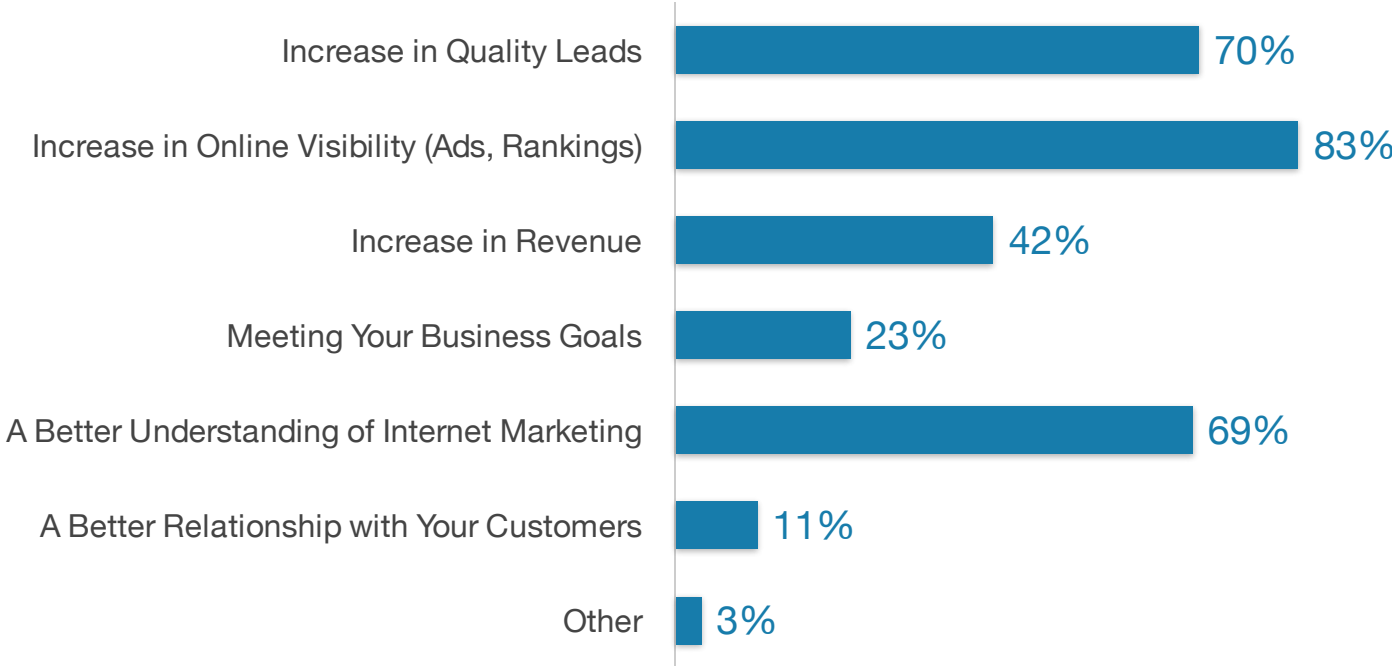 Increase in Quality Leads 70%
Increase in Online Visibility (Ads, Rankings) 83%
Increase in Revenue 42%
Meeting Your Business Goals 23%
A Better Understanding of Internet Marketing 69%
A Better Relationship with Your Customers 11%
Other 3%